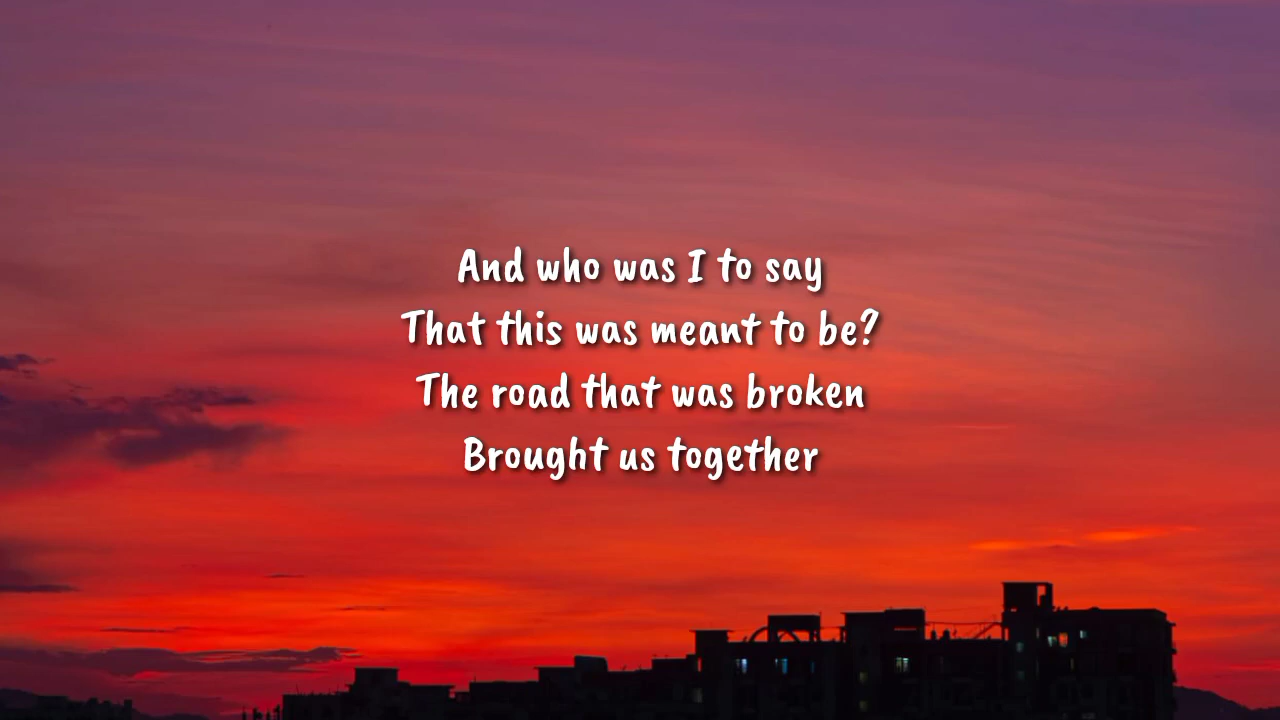 And who was I to say
That this was meant to be?
The road that was broken
Brought us together